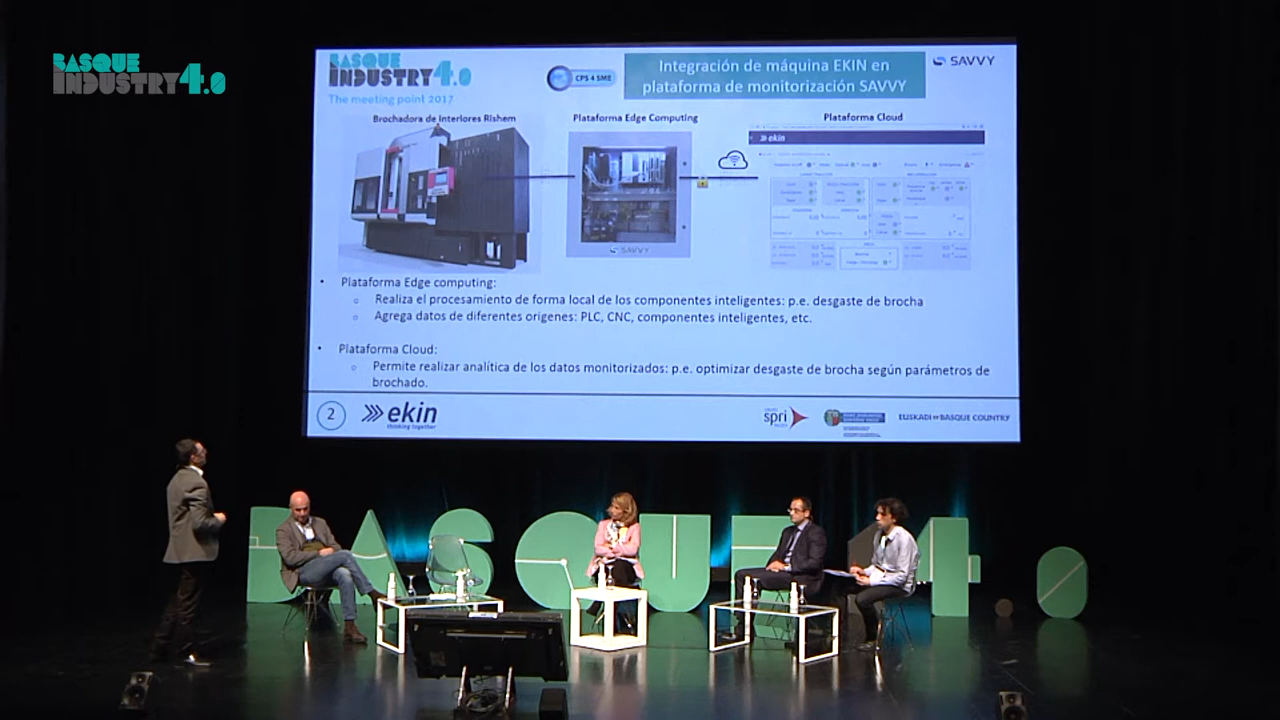 BASQUE
INDUSTRY 4.0
BASQUE
INDUSTRY 4.0
The meeting point 2017
CPS 4 SME
Integración de máquina EKIN en
plataforma de monitorización SAVVY
SAVVY
Brochadora de Interiores Rishem
Plataforma Edge Computing
Plataforma Cloud
ekin
SAVVY
• Plataforma Edge computing:
o Realiza el procesamiento de forma local de los componentes inteligentes: p.e. desgaste de brocha
o Agrega datos de diferentes origenes: PLC, CNC, componentes inteligentes, etc.
• Plataforma Cloud:
o Permite realizar analítica de los datos monitorizados: p.e. optimizar desgaste de brocha según parámetros de
brochado.
2
ekin
thinking together
spri
EUSKADI BASQUE COUNTRY
BASQUE 4.0